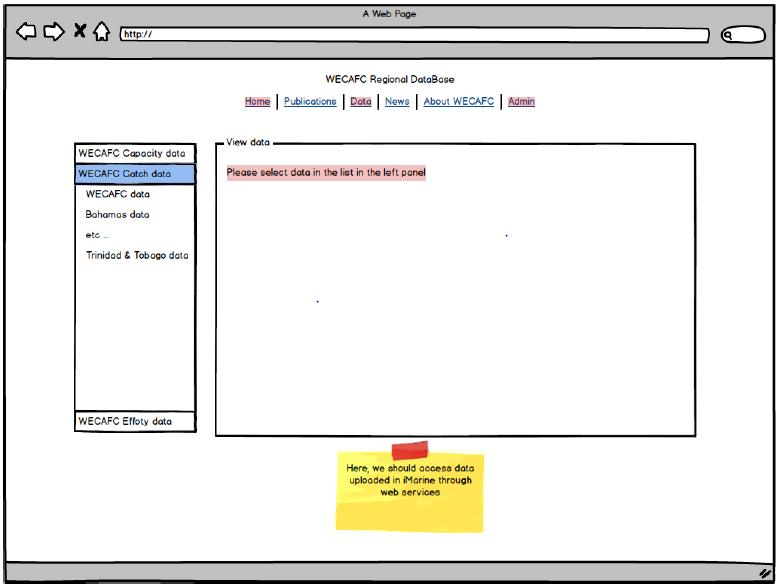 A Web Page
http://
WECAFC Regional DataBase
Home | Publications | Data | News | About WECAFC | Admin
WECAFC Capacity data
WECAFC Catch data
WECAFC data
Bahamas data
etc ...
Trinidad & Tobago data
WECAFC Effoty data
View data
Please select data in the list in the left panel
Here, we should access data
uploaded in iMarine through
web services